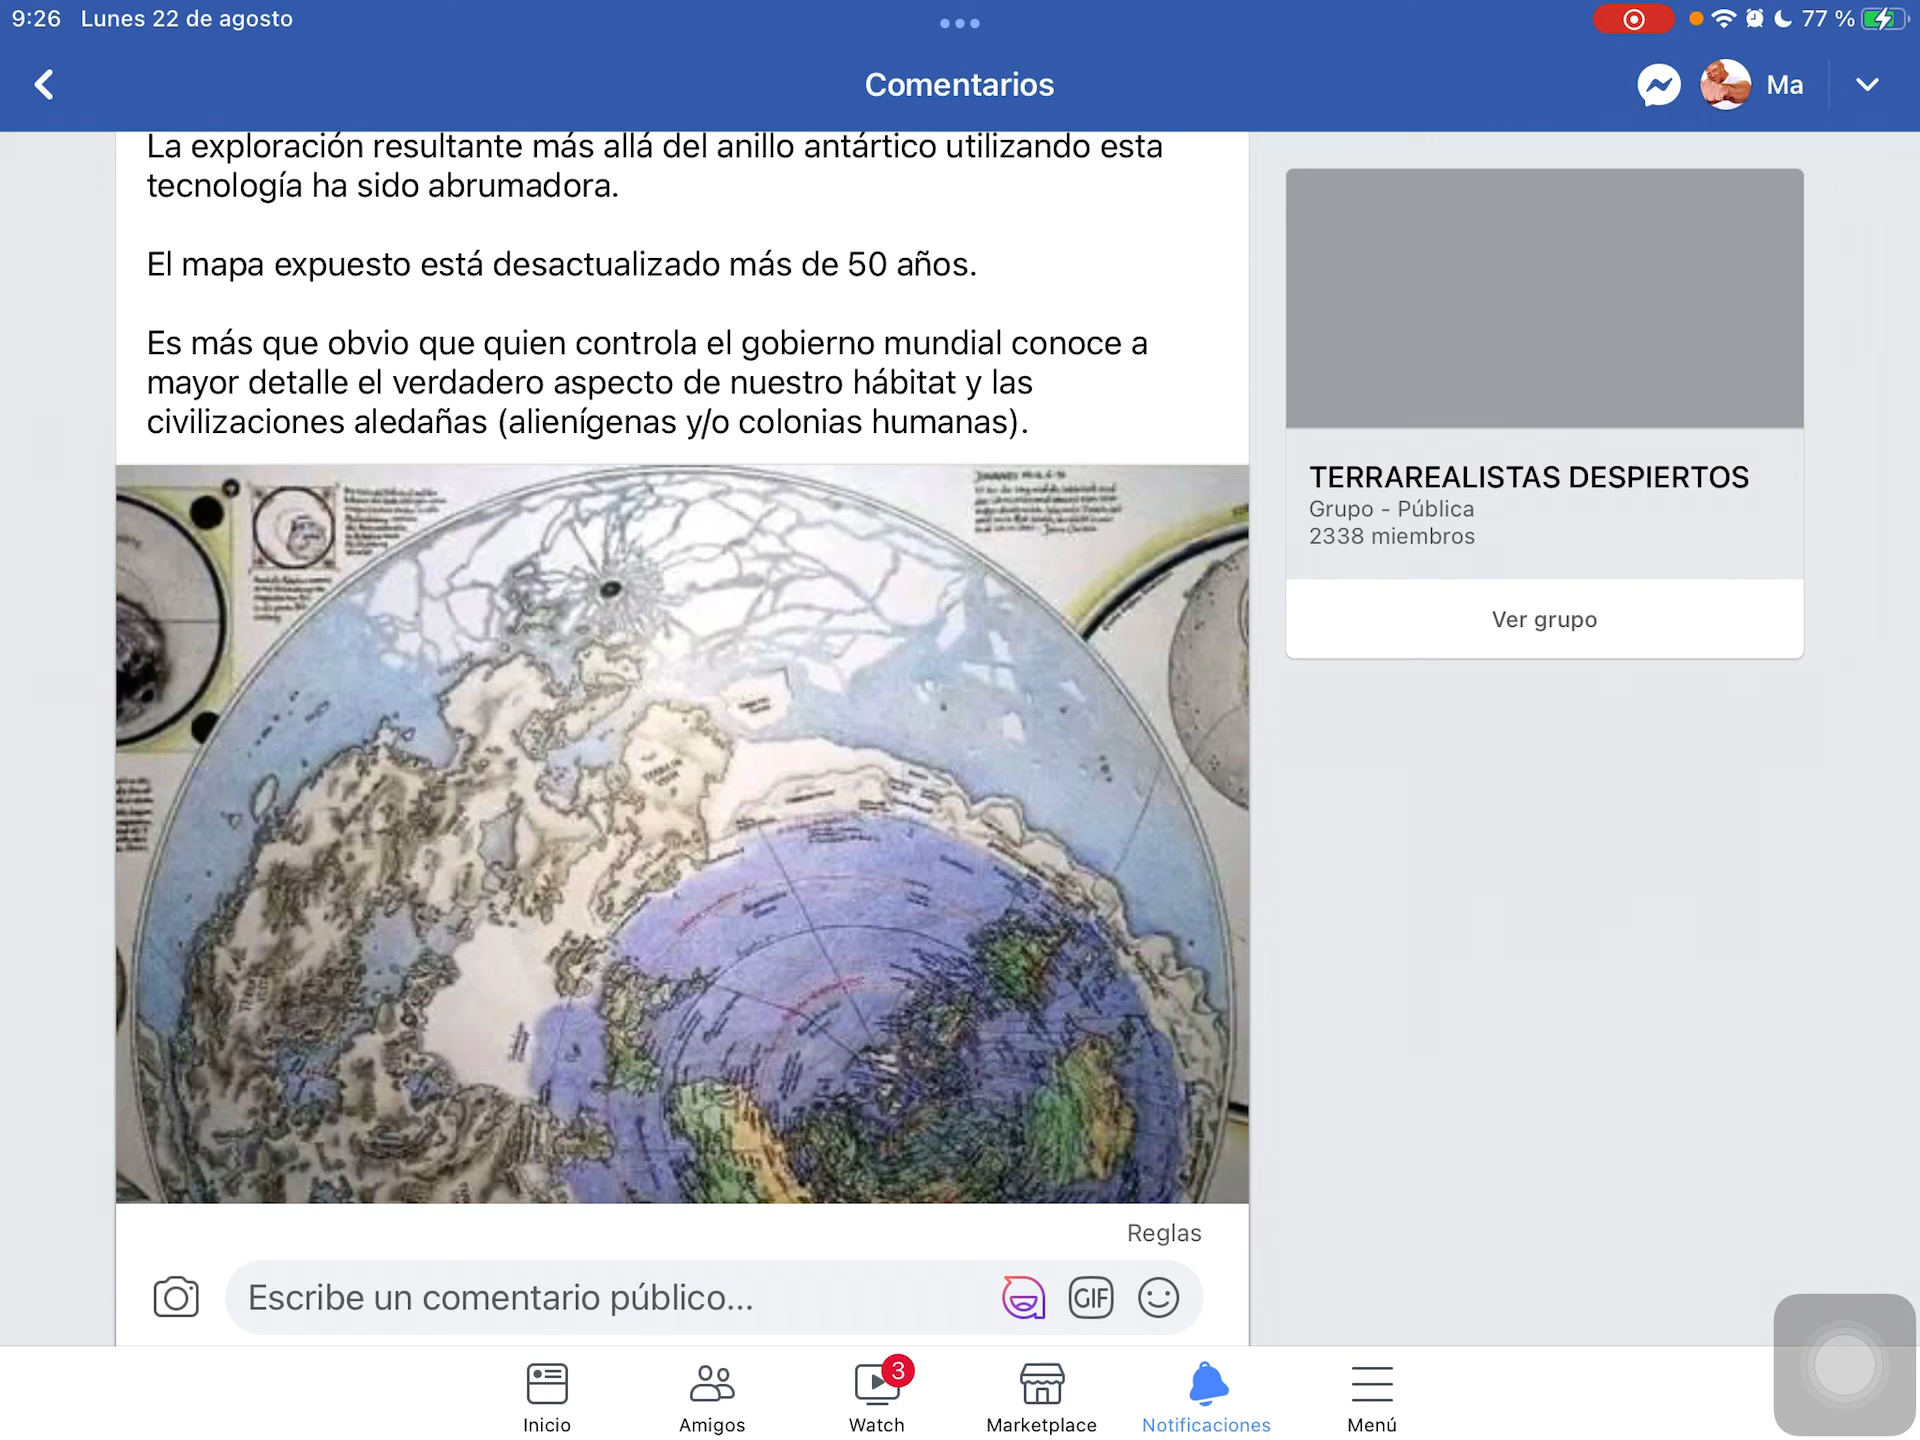 9:26 Lunes 22 de agosto
77 %
Comentarios
Ma
La exploración resultante más allá del anillo antártico utilizando esta
tecnología ha sido abrumadora.
El mapa expuesto está desactualizado más de 50 años.
Es más que obvio que quien controla el gobierno mundial conoce a
mayor detalle el verdadero aspecto de nuestro hábitat y las
civilizaciones aledañas (alienígenas y/o colonias humanas).
TERRAREALISTAS DESPIERTOS
Grupo - Pública
2338 miembros
Ver grupo
Reglas
Escribe un comentario público...
GIF
3
Inicio
Amigos
Watch
Marketplace
Notificaciones
Menú